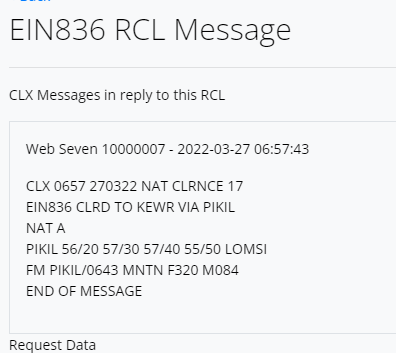 EIN836 RCL Message
CLX Messages in reply to this RCL
Web Seven 10000007 - 2022-03-27 06:57:43
CLX 0657 270322 NAT CLRNCE 17
EIN836 CLRD TO KEWR VIA PIKIL
NAT A
PIKIL 56/20 57/30 57/40 55/50 LOMSI
FM PIKIL/0643 MNTN F320 M084
END OF MESSAGE
Request Data